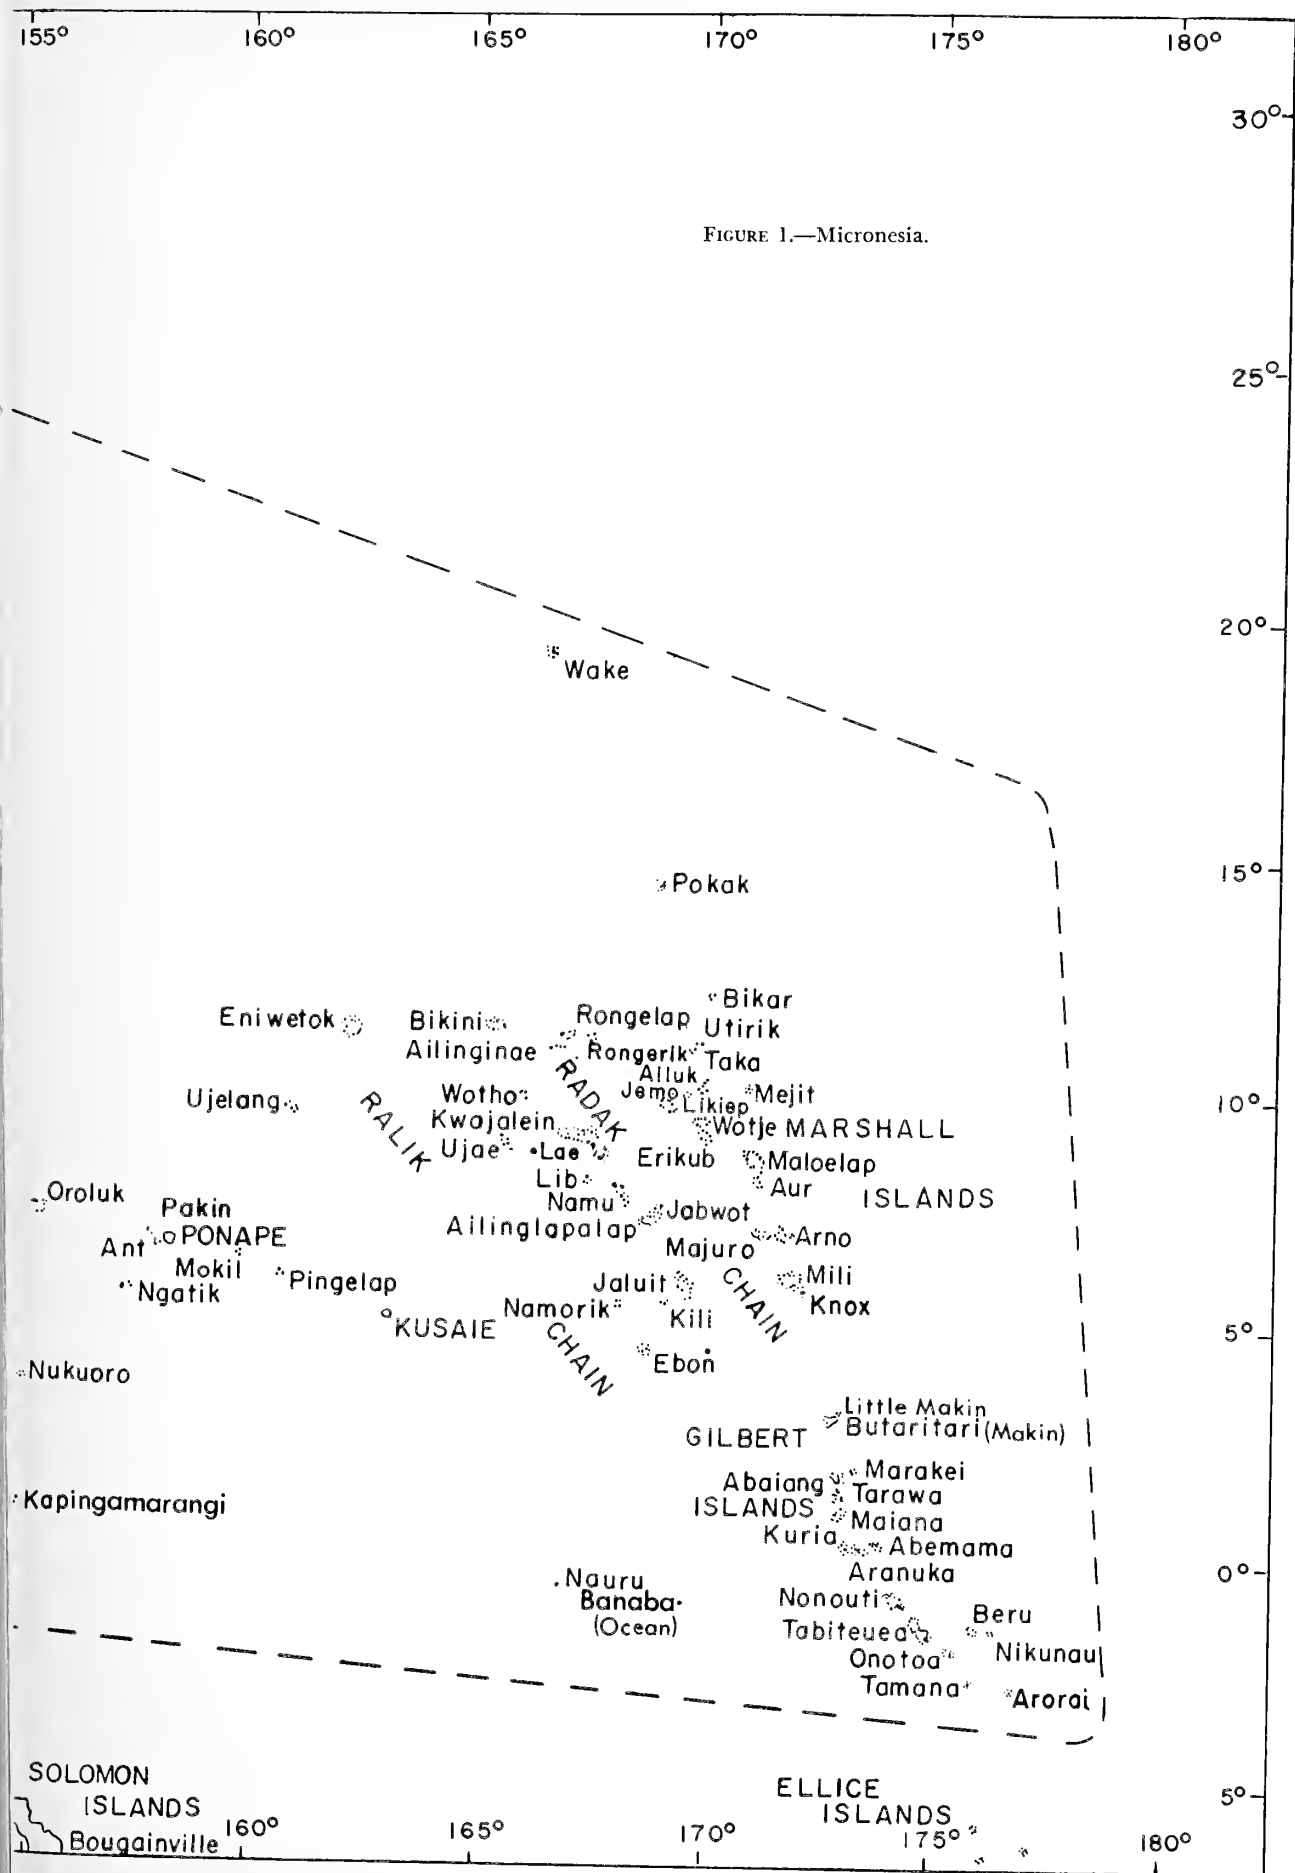 155° 160° 165° 170° 175° 180°
30°
FIGURE 1.—Micronesia.
25°
20°
Wake
15°
Pokak
Bikar
Eniwetok
Bikini
Rongelap
Utirik
Ailinginae
Rongerik
Taka
Ailuk
Jemo
Mejit
Likiep
Ujelang
Wotho
RADAK
RALIK
10°
Kwajalein
Wotje
MARSHALL
Ujae
Lae
Erikub
Maloelap
Lib
Aur
ISLANDS
Namu
Oroluk
Pakin
Jabwot
Ailinglapalap
PONAPE
Ant
Arno
Majuro
Mokil
Pingelap
Jaluit
CHAIN
Mili
Ngatik
Namorik
Kili
Knox
KUSAIE
CHAIN
5°
Ebon
Nukuoro
Little Makin
Butaritari (Makin)
GILBERT
Marakei
Abaiang
Tarawa
Kapingamarangi
ISLANDS
Maiana
Kuria
Abemama
Aranuka
0°
Nauru
Banaba
(Ocean)
Nonouti
Beru
Tabiteuea
Nikunau
Onotoa
Tamana
Arorai
SOLOMON
ISLANDS
Bougainville
ELLICE
ISLANDS
5°
160° 165° 170° 175° 180°